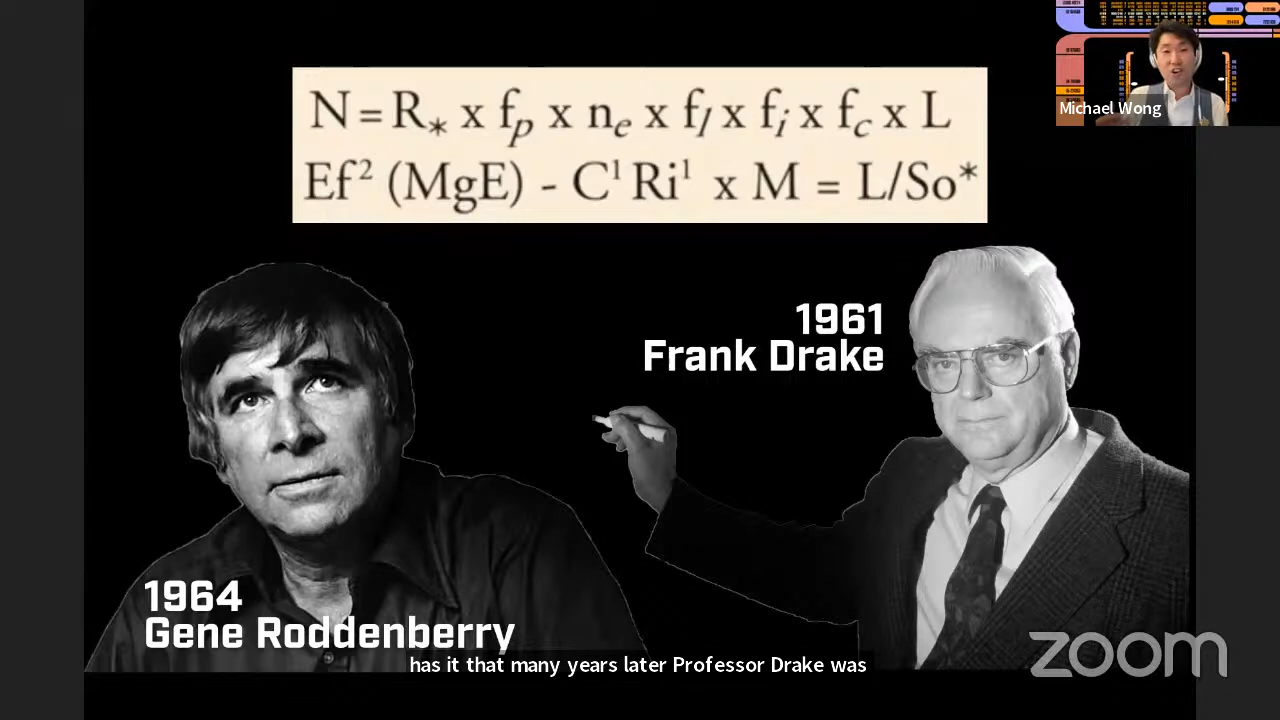 N = R* x fp x ne x fl x fi x fc x L
Ef² (MgE) - C¹ Ri¹ x M = L/So*
Michael Wong
1961
Frank Drake
1964
Gene Roddenberry
has it that many years later Professor Drake was
zoom